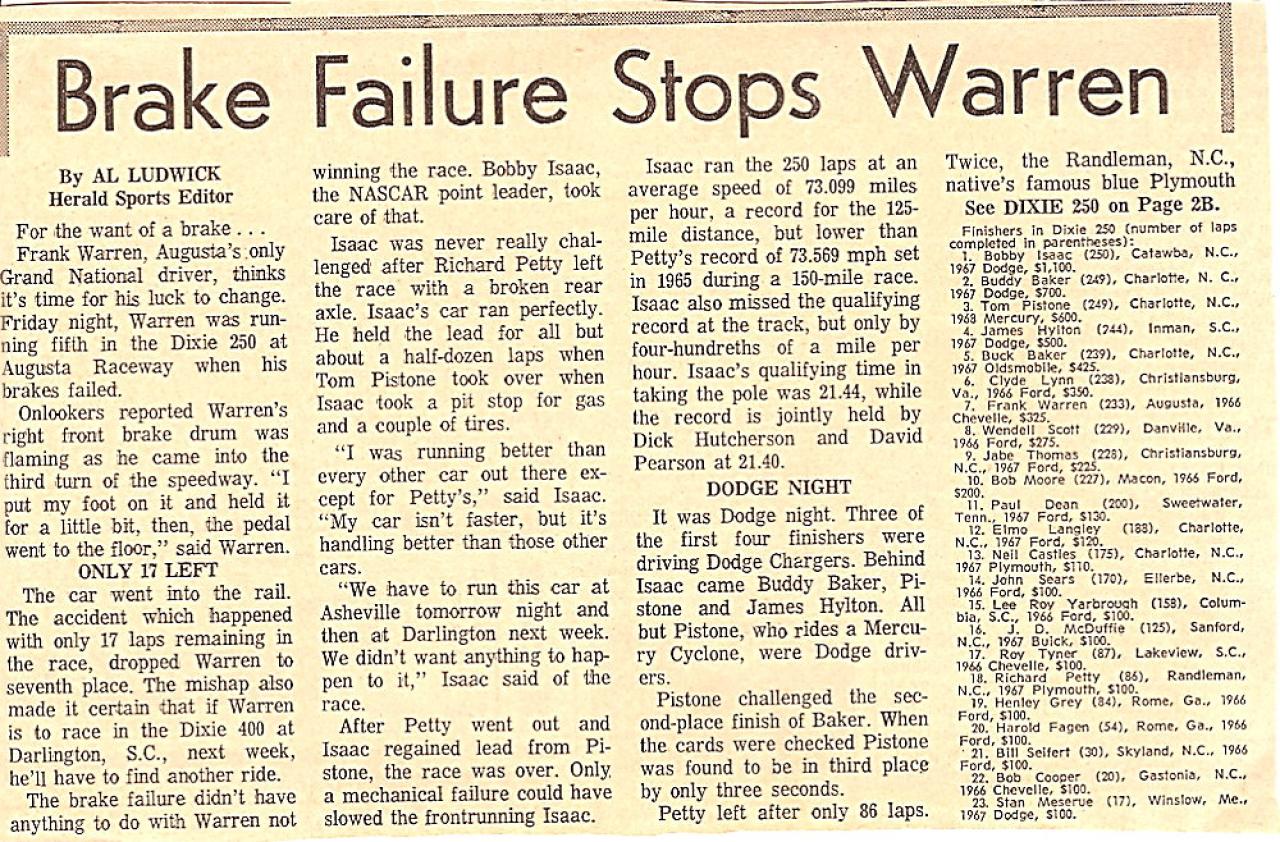 Brake Failure Stops Warren
By AL LUDWICK
Herald Sports Editor
For the want of a brake . . .
Frank Warren, Augusta's only
Grand National driver, thinks
it's time for his luck to change.
Friday night, Warren was run-
ning fifth in the Dixie 250 at
Augusta Raceway when his
brakes failed.
Onlookers reported Warren's
right front brake drum was
flaming as he came into the
third turn of the speedway. "I
put my foot on it and held it
for a little bit, then, the pedal
went to the floor," said Warren.
ONLY 17 LEFT
The car went into the rail.
The accident which happened
with only 17 laps remaining in
the race, dropped Warren to
seventh place. The mishap also
made it certain that if Warren
is to race in the Dixie 400 at
Darlington, S.C., next week,
he'll have to find another ride.
The brake failure didn't have
anything to do with Warren not
winning the race. Bobby Isaac,
the NASCAR point leader, took
care of that.
Isaac was never really chal-
lenged after Richard Petty left
the race with a broken rear
axle. Isaac's car ran perfectly.
He held the lead for all but
about a half-dozen laps when
Tom Pistone took over when
Isaac took a pit stop for gas
and a couple of tires.
"I was running better than
every other car out there ex-
cept for Petty's," said Isaac.
"My car isn't faster, but it's
handling better than those other
cars.
"We have to run this car at
Asheville tomorrow night and
then at Darlington next week.
We didn't want anything to hap-
pen to it," Isaac said of the
race.
After Petty went out and
Isaac regained lead from Pi-
stone, the race was over. Only
a mechanical failure could have
slowed the frontrunning Isaac.
Isaac ran the 250 laps at an
average speed of 73.099 miles
per hour, a record for the 125-
mile distance, but lower than
Petty's record of 73.569 mph set
in 1965 during a 150-mile race.
Isaac also missed the qualifying
record at the track, but only by
four-hundreths of a mile per
hour. Isaac's qualifying time in
taking the pole was 21.44, while
the record is jointly held by
Dick Hutcherson and David
Pearson at 21.40.
DODGE NIGHT
It was Dodge night. Three of
the first four finishers were
driving Dodge Chargers. Behind
Isaac came Buddy Baker, Pi-
stone and James Hylton. All
but Pistone, who rides a Mercu-
ry Cyclone, were Dodge driv-
ers.
Pistone challenged the sec-
ond-place finish of Baker. When
the cards were checked Pistone
was found to be in third place
by only three seconds.
Petty left after only 86 laps.
Twice, the Randleman, N.C.,
native's famous blue Plymouth
See DIXIE 250 on Page 2B.
Finishers in Dixie 250 (number of laps
completed in parentheses):
1. Bobby Isaac (250), Catawba, N.C.,
1967 Dodge, $1,100.
2. Buddy Baker (249), Charlotte, N. C.,
1967 Dodge, $700.
3. Tom Pistone (249), Charlotte, N.C.,
1968 Mercury, $600.
4. James Hylton (244), Inman, S.C.,
1967 Dodge, $500.
5. Buck Baker (239), Charlotte, N.C.,
1967 Oldsmobile, $425.
6. Clyde Lynn (238), Christiansburg,
Va., 1966 Ford, $350.
7. Frank Warren (233), Augusta, 1966
Chevelle, $325.
8. Wendell Scott (229), Danville, Va.,
1966 Ford, $275.
9. Jabe Thomas (228), Christiansburg,
N.C., 1967 Ford, $225.
10. Bob Moore (227), Macon, 1966 Ford,
$200.
11. Paul Dean (200), Sweetwater,
Tenn., 1967 Ford, $130.
12. Elmo Langley (188), Charlotte,
N.C., 1967 Ford, $120.
13. Neil Castles (175), Charlotte, N.C.,
1967 Plymouth, $110.
14. John Sears (170), Ellerbe, N.C.,
1966 Ford, $100.
15. Lee Roy Yarbrough (158), Colum-
bia, S.C., 1966 Ford, $100.
16. J. D. McDuffie (125), Sanford,
N.C., 1967 Buick, $100.
17. Roy Tyner (87), Lakeview, S.C.,
1966 Chevelle, $100.
18. Richard Petty (86), Randleman,
N.C., 1967 Plymouth, $100.
19. Henley Grey (84), Rome, Ga., 1966
Ford, $100.
20. Harold Fagen (54), Rome, Ga., 1966
Ford, $100.
21. Bill Seifert (30), Skyland, N.C., 1966
Ford, $100.
22. Bob Cooper (20), Gastonia, N.C.,
1966 Chevelle, $100.
23. Stan Meserue (17), Winslow, Me.,
1967 Dodge, $100.